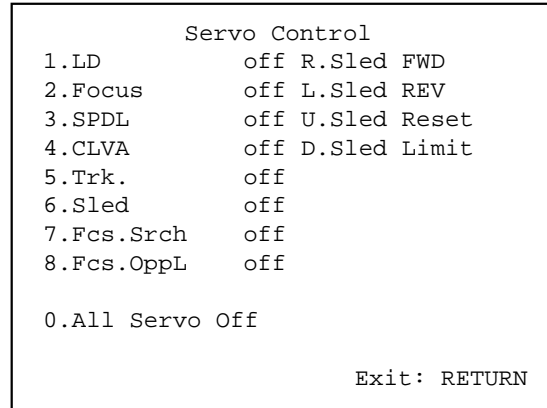 Servo Control
1.LD off R.Sled FWD
2.Focus off L.Sled REV
3.SPDL off U.Sled Reset
4.CLVA off D.Sled Limit
5.Trk. off
6.Sled off
7.Fcs.Srch off
8.Fcs.OppL off
0.All Servo Off
Exit: RETURN